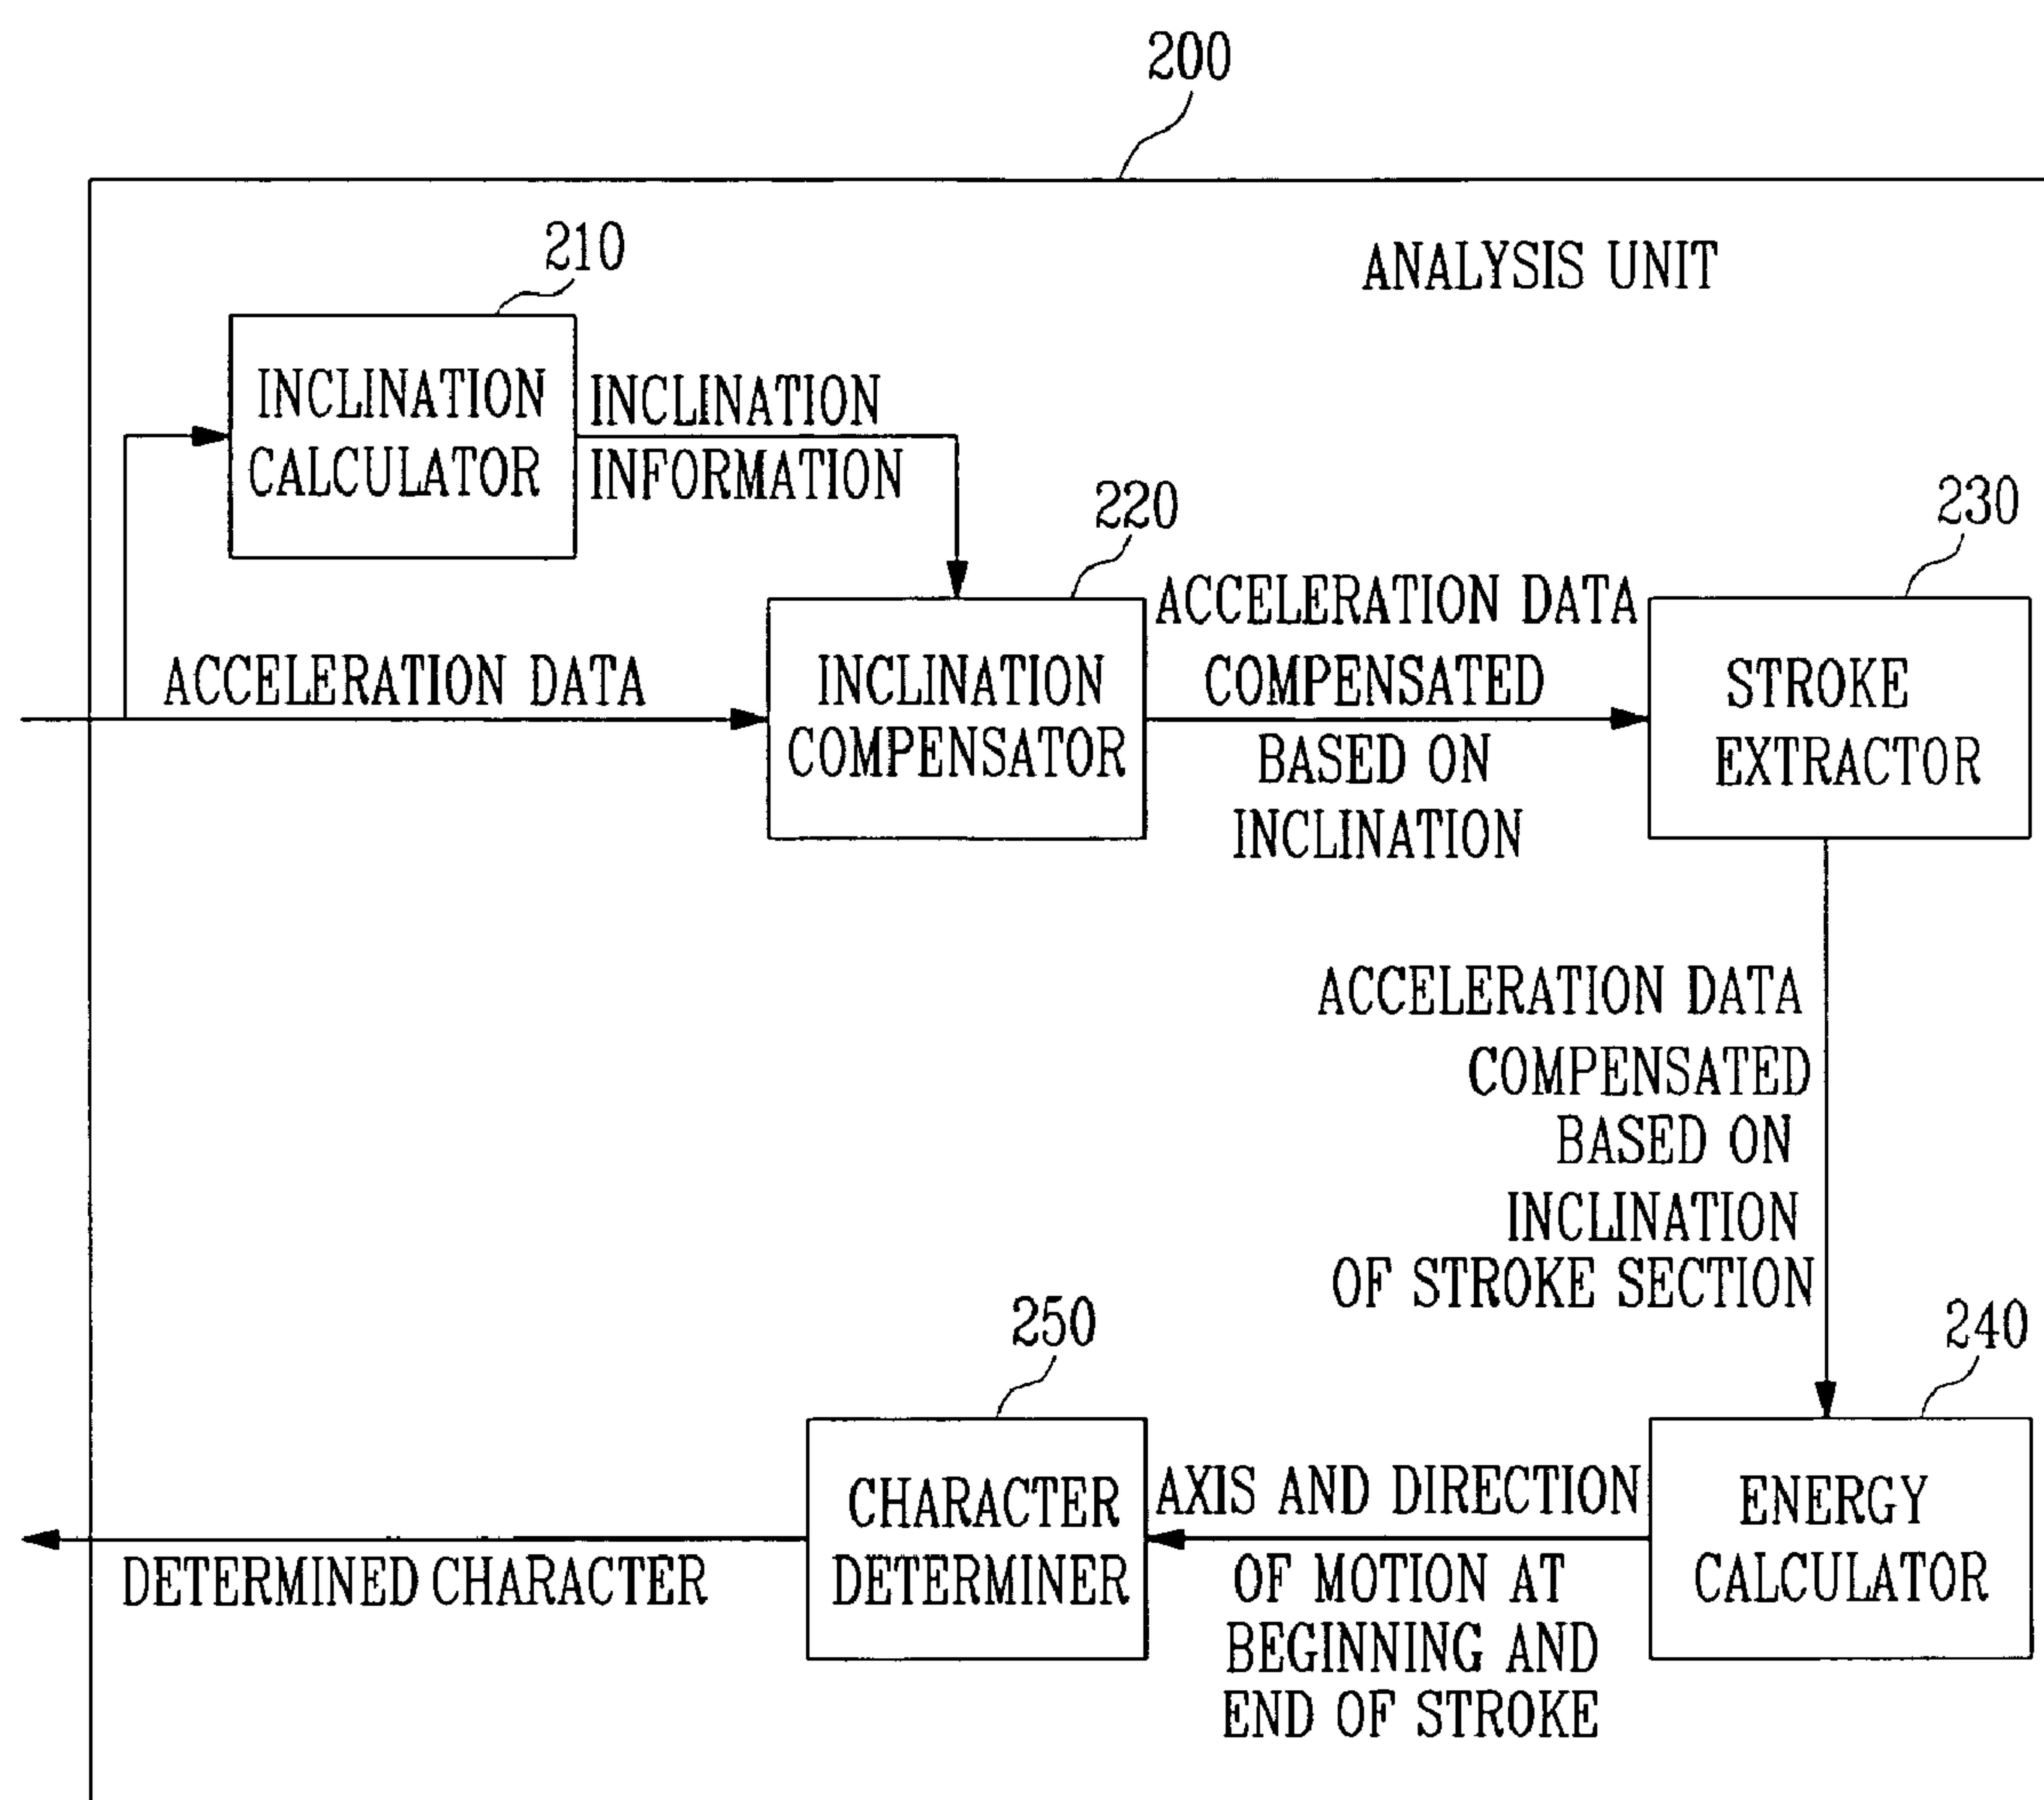 200
ANALYSIS UNIT
210
INCLINATION
CALCULATOR
INCLINATION
INFORMATION
220
230
ACCELERATION DATA
INCLINATION
COMPENSATOR
ACCELERATION DATA
COMPENSATED
BASED ON
INCLINATION
STROKE
EXTRACTOR
ACCELERATION DATA
COMPENSATED
BASED ON
INCLINATION
OF STROKE SECTION
240
250
ENERGY
CALCULATOR
AXIS AND DIRECTION
OF MOTION AT
BEGINNING AND
END OF STROKE
CHARACTER
DETERMINER
DETERMINED CHARACTER